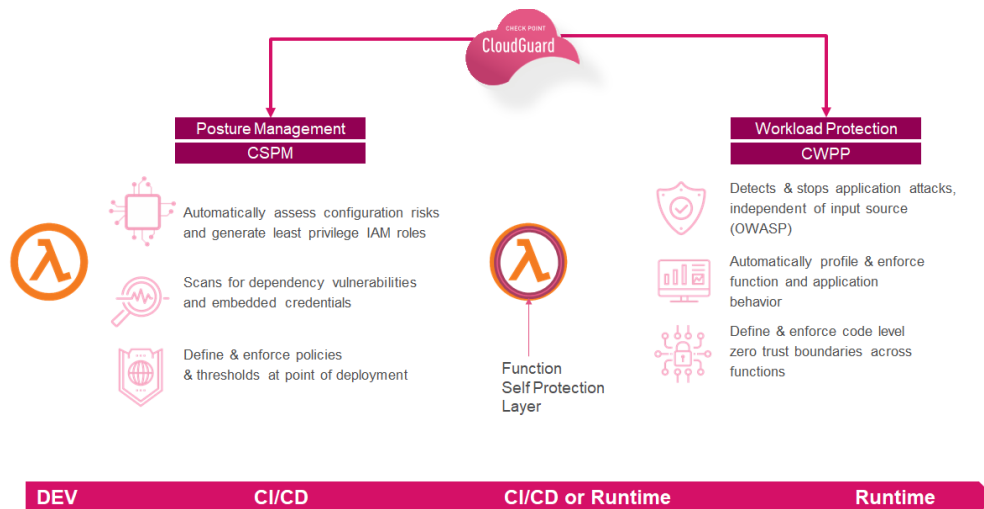 CHECK POINT
CloudGuard
Posture Management
CSPM
Automatically assess configuration risks
and generate least privilege IAM roles
Scans for dependency vulnerabilities
and embedded credentials
Define & enforce policies
& thresholds at point of deployment
Function
Self Protection
Layer
Workload Protection
CWPP
Detects & stops application attacks,
independent of input source
(OWASP)
Automatically profile & enforce
function and application
behavior
Define & enforce code level
zero trust boundaries across
functions
DEV
CI/CD
CI/CD or Runtime
Runtime